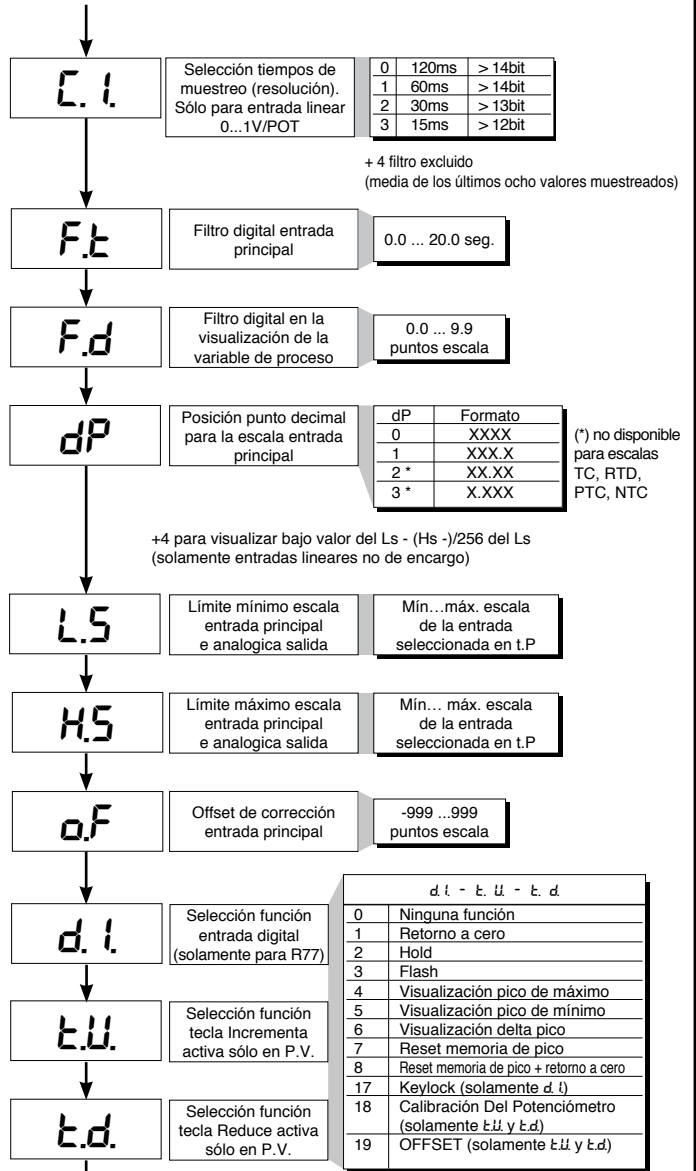 C. I.
Selección tiempos de
muestreo (resolución).
Sólo para entrada linear
0...1V/POT
0 120ms > 14bit
1 60ms > 14bit
2 30ms > 13bit
3 15ms > 12bit
+ 4 filtro excluido
(media de los últimos ocho valores muestreados)
F.t
Filtro digital entrada
principal
0.0 ... 20.0 seg.
F.d
Filtro digital en la
visualización de la
variable de proceso
0.0 ... 9.9
puntos escala
dP
Posición punto decimal
para la escala entrada
principal
dP Formato
0 XXXX
1 XXX.X
2 * XX.XX
3 * X.XXX
(*) no disponible
para escalas
TC, RTD,
PTC, NTC
+4 para visualizar bajo valor del Ls - (Hs -)/256 del Ls
(solamente entradas lineares no de encargo)
L.S
Límite mínimo escala
entrada principal
e analogica salida
Mín...máx. escala
de la entrada
seleccionada en t.P
H.S
Límite máximo escala
entrada principal
e analogica salida
Mín... máx. escala
de la entrada
seleccionada en t.P
o.F
Offset de corrección
entrada principal
-999 ...999
puntos escala
d. I.
Selección función
entrada digital
(solamente para R77)
t.U.
Selección función
tecla Incrementa
activa sólo en P.V.
t.d.
Selección función
tecla Reduce activa
sólo en P.V.
d. I. - t. U. - t. d.
0 Ninguna función
1 Retorno a cero
2 Hold
3 Flash
4 Visualización pico de máximo
5 Visualización pico de mínimo
6 Visualización delta pico
7 Reset memoria de pico
8 Reset memoria de pico + retorno a cero
17 Keylock (solamente d. I.)
18 Calibración Del Potenciómetro
(solamente t.U. y t.d.)
19 OFFSET (solamente t.U. y t.d.)